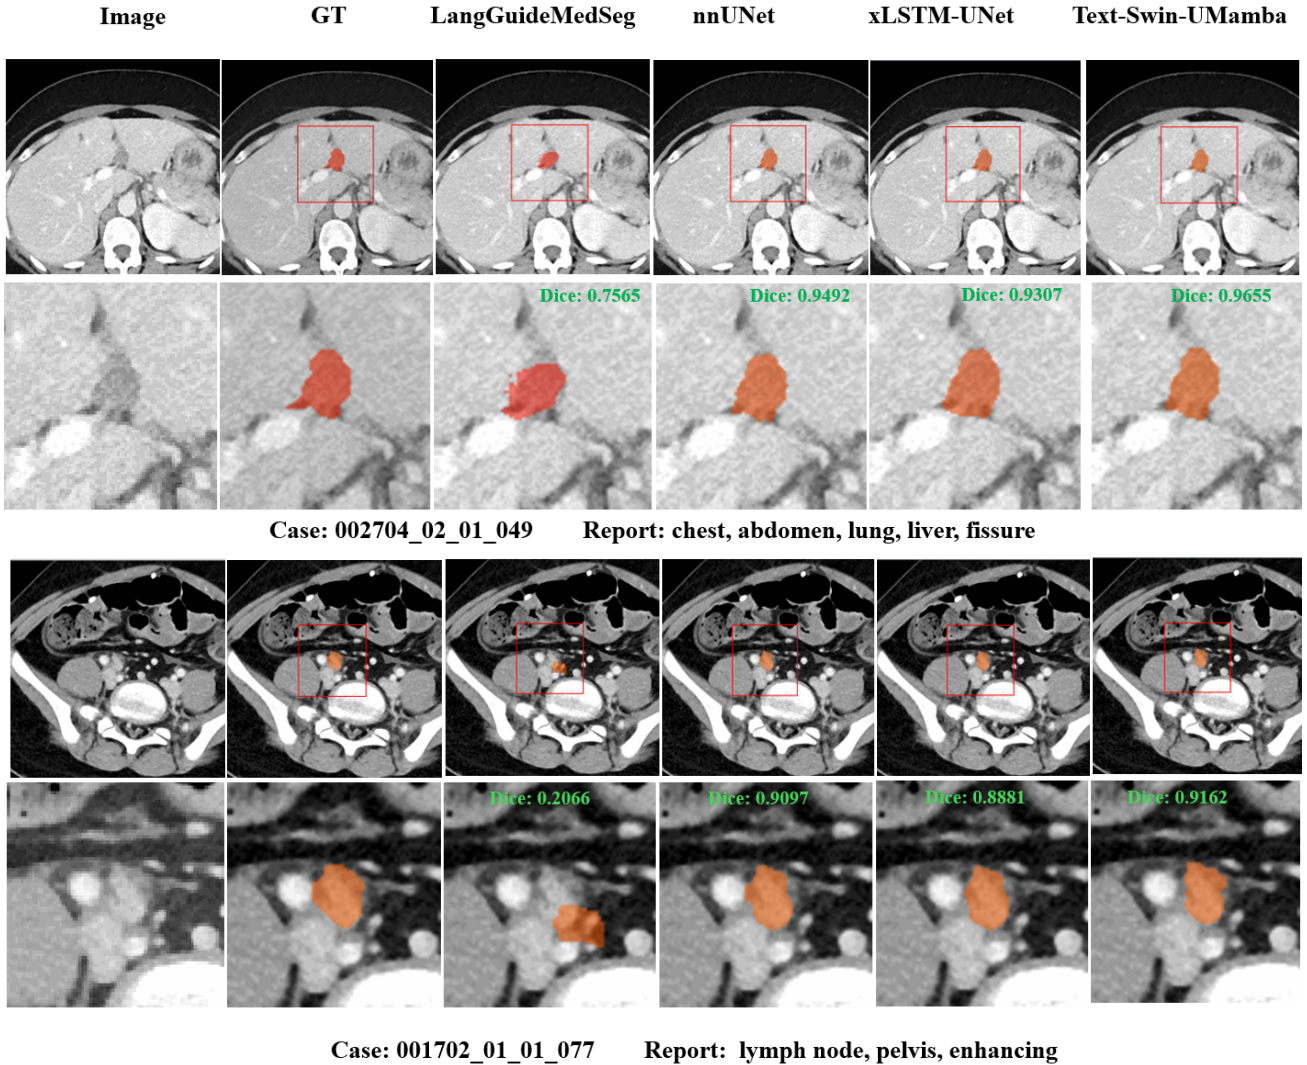 Image GT LangGuideMedSeg nnUNet xLSTM-UNet Text-Swin-UMamba
Dice: 0.7565 Dice: 0.9492 Dice: 0.9307 Dice: 0.9655
Case: 002704_02_01_049 Report: chest, abdomen, lung, liver, fissure
Dice: 0.2066 Dice: 0.9097 Dice: 0.8881 Dice: 0.9162
Case: 001702_01_01_077 Report: lymph node, pelvis, enhancing